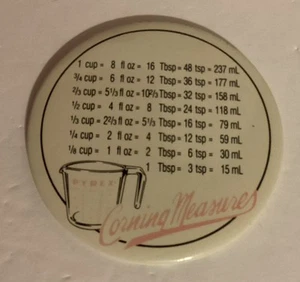 1 cup = 8 fl oz = 16 Tbsp = 48 tsp = 237 mL
3/4 cup = 6 fl oz = 12 Tbsp = 36 tsp = 177 mL
2/3 cup = 5 1/3 fl oz = 10 2/3 Tbsp = 32 tsp = 158 mL
1/2 cup = 4 fl oz = 8 Tbsp = 24 tsp = 118 mL
1/3 cup = 2 2/3 fl oz = 5 1/3 Tbsp = 16 tsp = 79 mL
1/4 cup = 2 fl oz = 4 Tbsp = 12 tsp = 59 mL
1/8 cup = 1 fl oz = 2 Tbsp = 6 tsp = 30 mL
1 Tbsp = 3 tsp = 15 mL
PYREX
Corning Measures